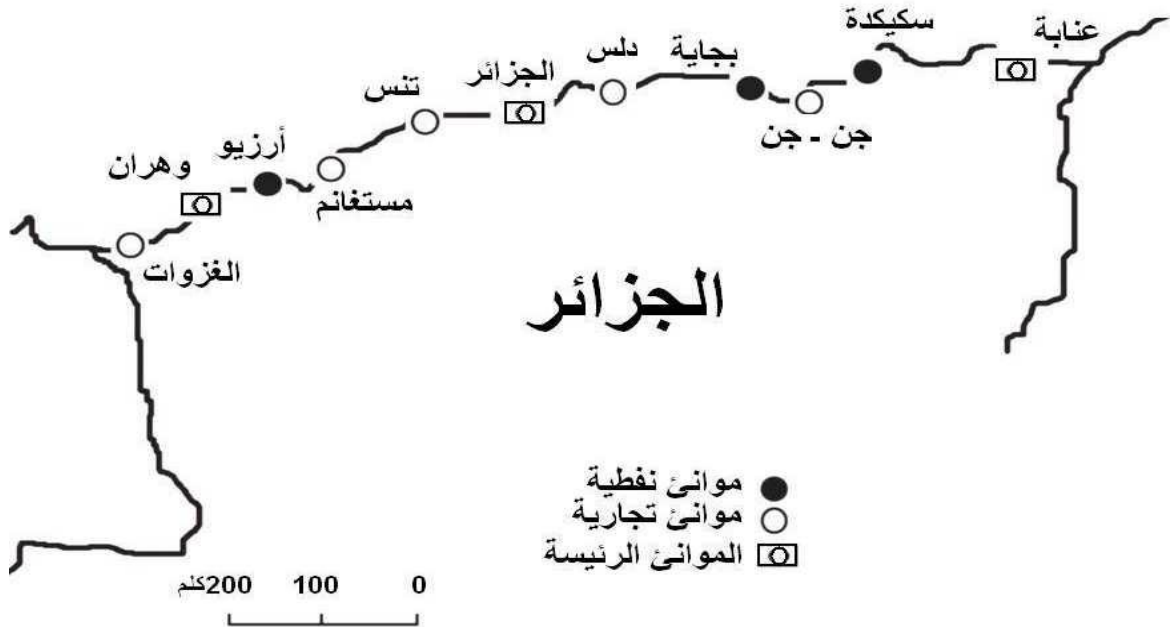 عنابة
سكيكدة
جن - جن
بجاية
دلس
الجزائر
تنس
مستغانم
أرزيو
وهران
الغزوات
الجزائر
موانئ نفطية
موانئ تجارية
الموانئ الرئيسة
0 100 200كلم